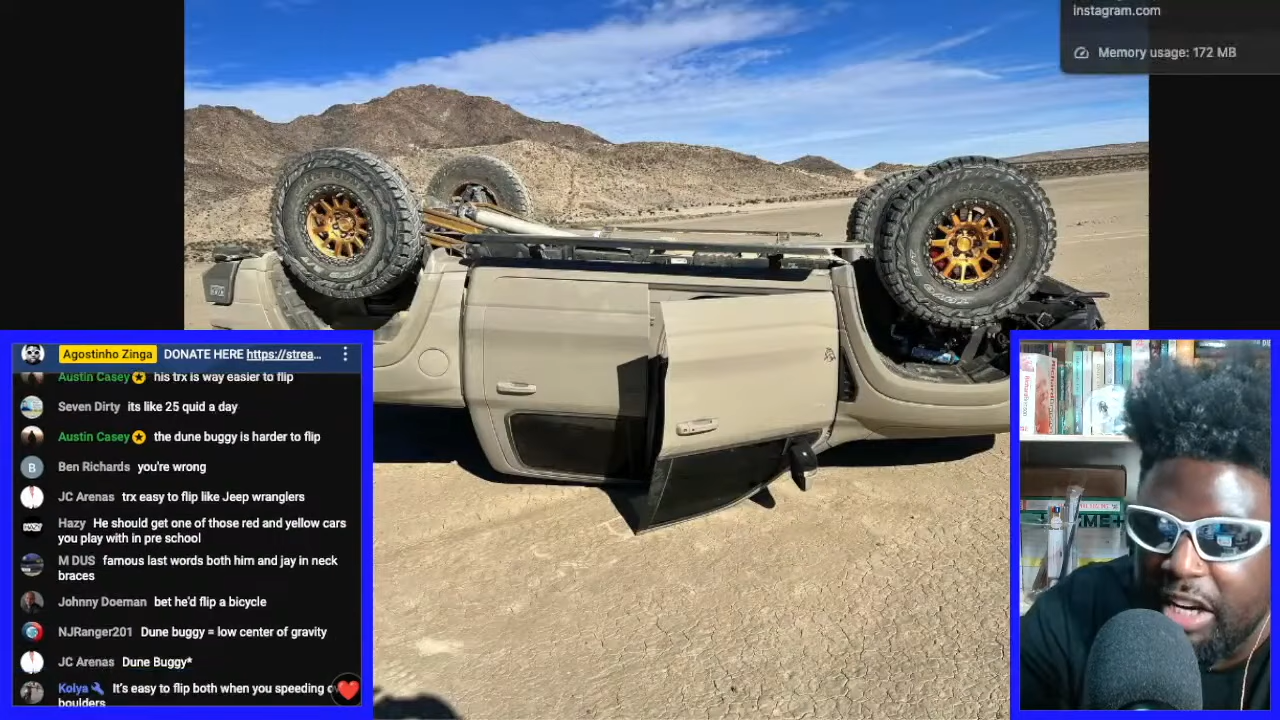 instagram.com
Memory usage: 172 MB
Agostinho Zinga DONATE HERE https://strea...
Austin Casey his trx is way easier to flip
Seven Dirty its like 25 quid a day
Austin Casey the dune buggy is harder to flip
B Ben Richards you're wrong
JC Arenas trx easy to flip like Jeep wranglers
HAZY Hazy He should get one of those red and yellow cars
you play with in pre school
M DUS famous last words both him and jay in neck
braces
Johnny Doeman bet he'd flip a bicycle
NJRanger201 Dune buggy = low center of gravity
JC Arenas Dune Buggy*
Kolya It's easy to flip both when you speeding
boulders